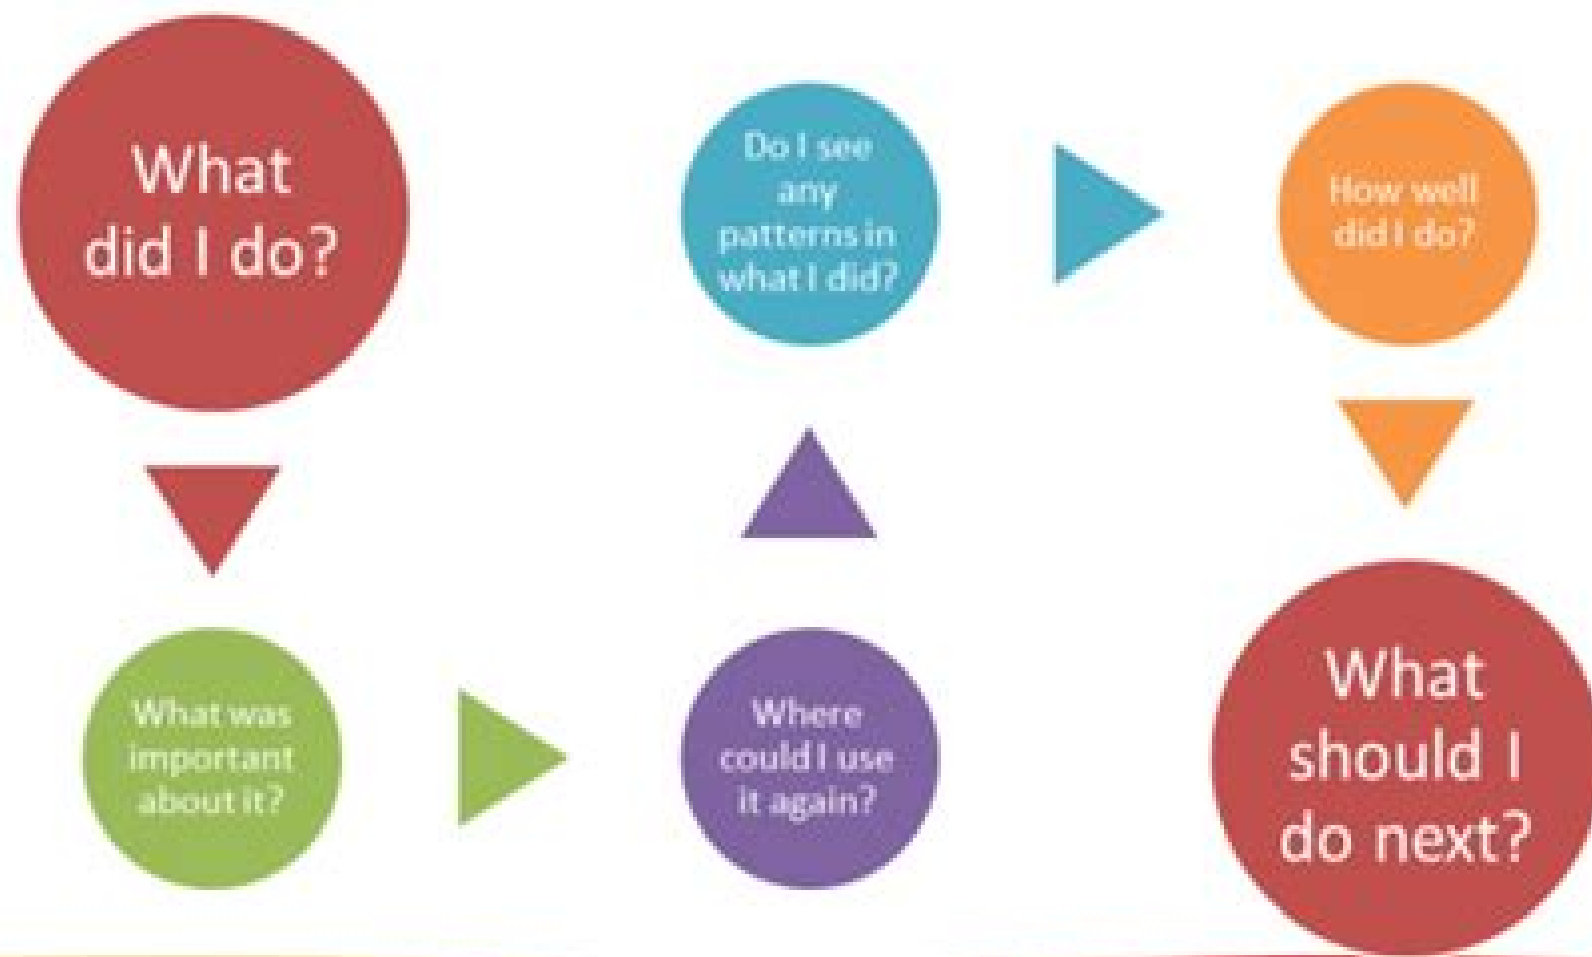 What
did I do?
What was
important
about it?
Where
could I use
it again?
Do I see
any
patterns in
what I did?
How well
did I do?
What
should I
do next?